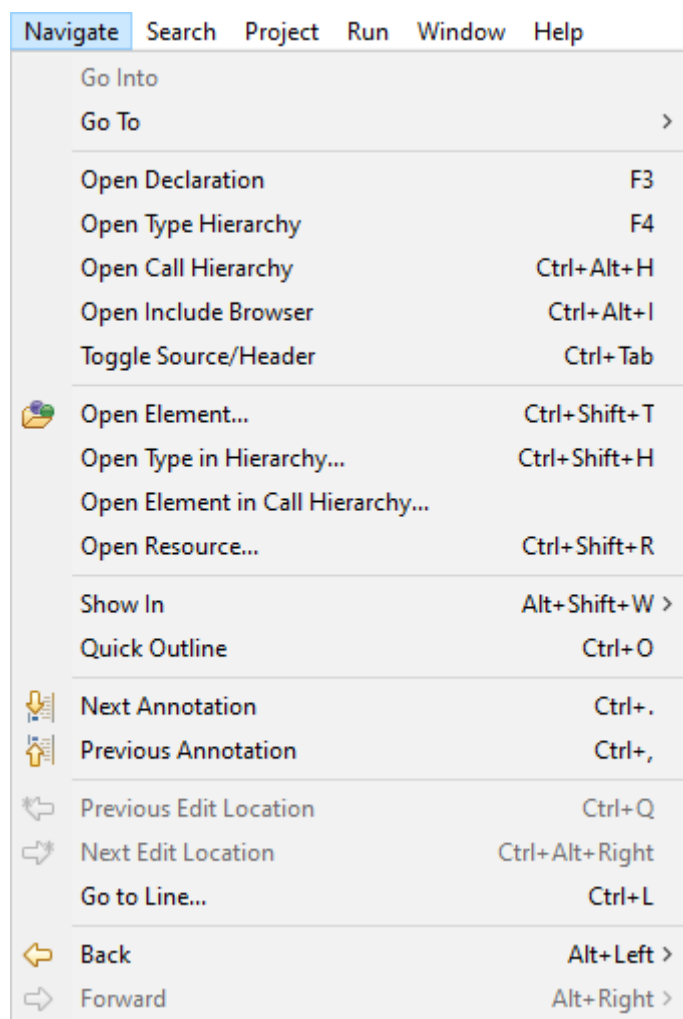 Navigate Search Project Run Window Help
Go Into
Go To
Open Declaration F3
Open Type Hierarchy F4
Open Call Hierarchy Ctrl+Alt+H
Open Include Browser Ctrl+Alt+I
Toggle Source/Header Ctrl+Tab
Open Element... Ctrl+Shift+T
Open Type in Hierarchy... Ctrl+Shift+H
Open Element in Call Hierarchy...
Open Resource... Ctrl+Shift+R
Show In Alt+Shift+W >
Quick Outline Ctrl+O
Next Annotation Ctrl+.
Previous Annotation Ctrl+,
Previous Edit Location Ctrl+Q
Next Edit Location Ctrl+Alt+Right
Go to Line... Ctrl+L
Back Alt+Left >
Forward Alt+Right >